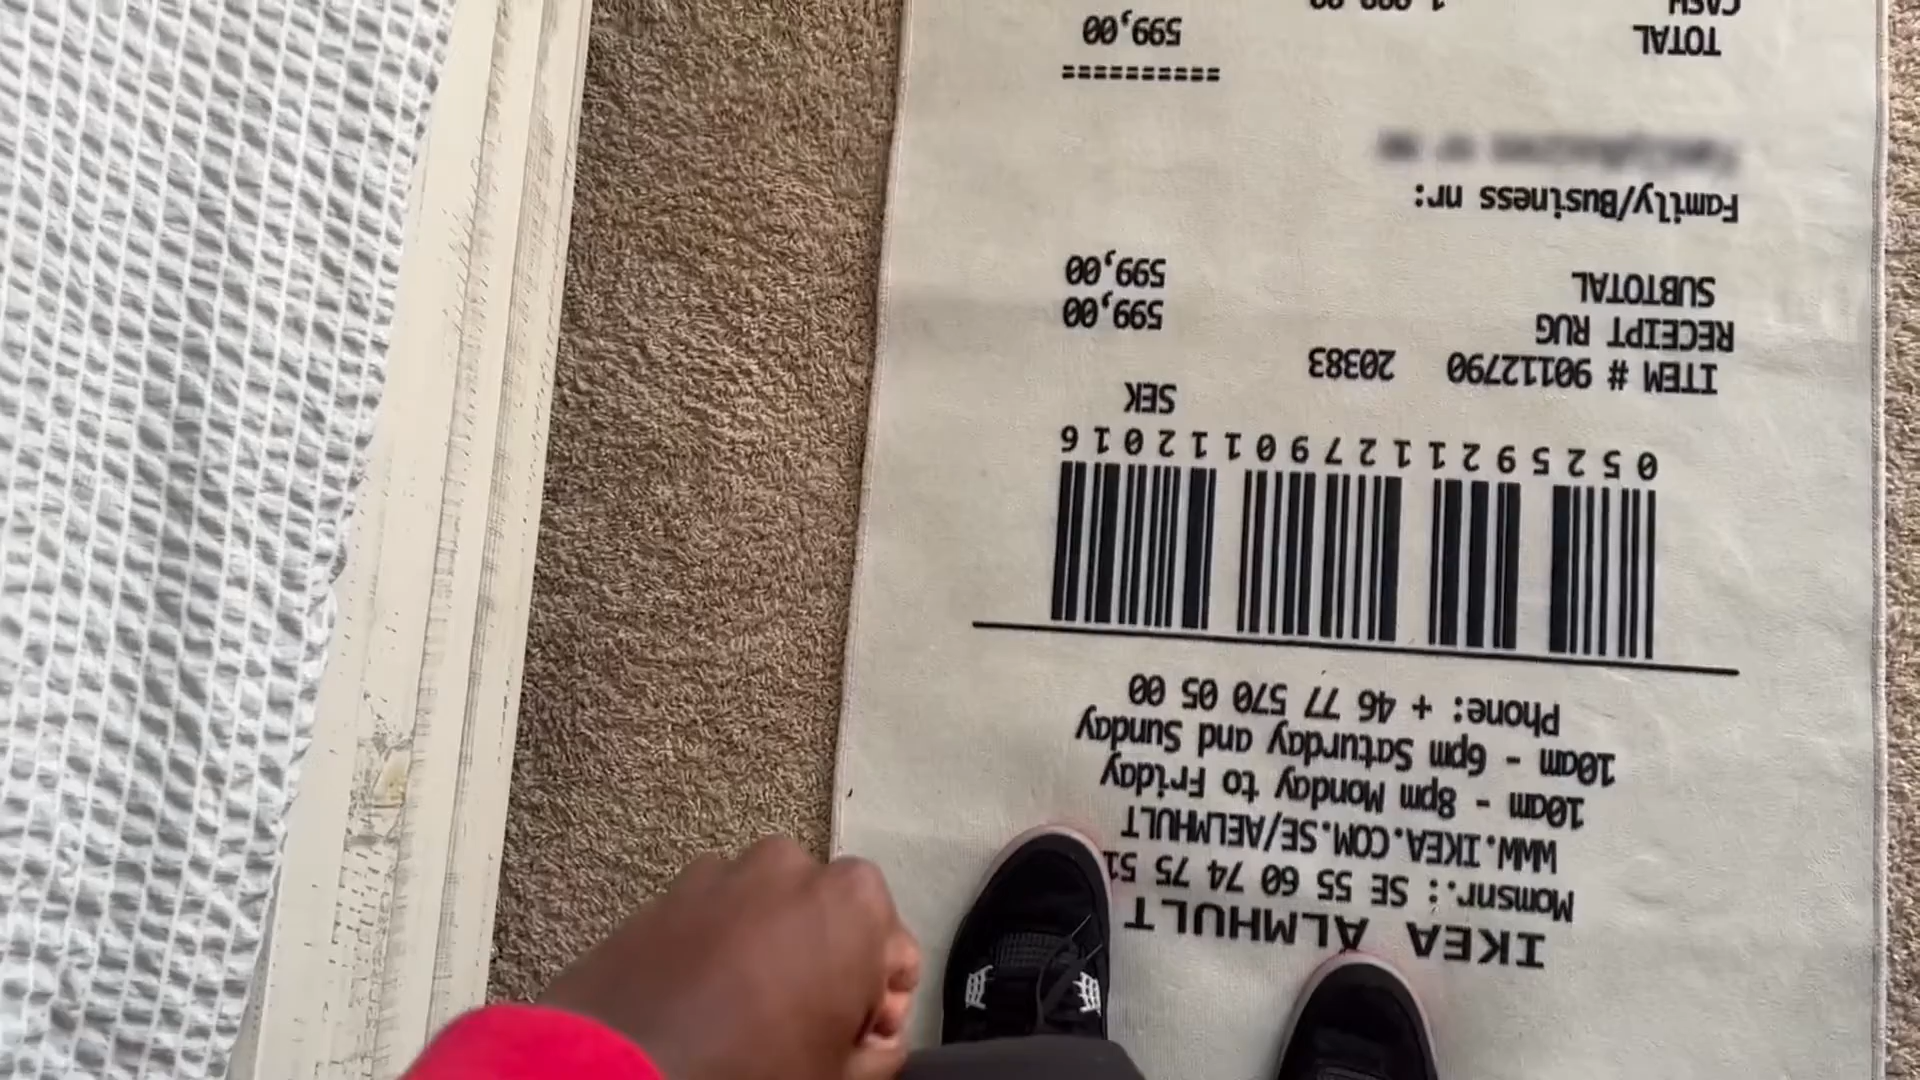 IKEA ALMHULT
Momsnr.: SE 55 60 74 75 51
WWW.IKEA.COM.SE/AELMHULT
10am - 8pm Monday to Friday
10am - 6pm Saturday and Sunday
Phone: + 46 77 570 05 00
052592112790112016
SEK
ITEM # 90112790 20383
RECEIPT RUG 599,00
SUBTOTAL 599,00
Family/Business nr:
==========
TOTAL 599,00
CASH